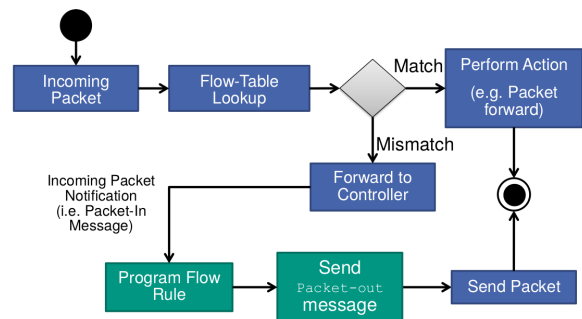 Incoming
Packet
Flow-Table
Lookup
Match
Perform Action
(e.g. Packet
forward)
Mismatch
Forward to
Controller
Incoming Packet
Notification
(i.e. Packet-In
Message)
Program Flow
Rule
Send
Packet-out
message
Send Packet